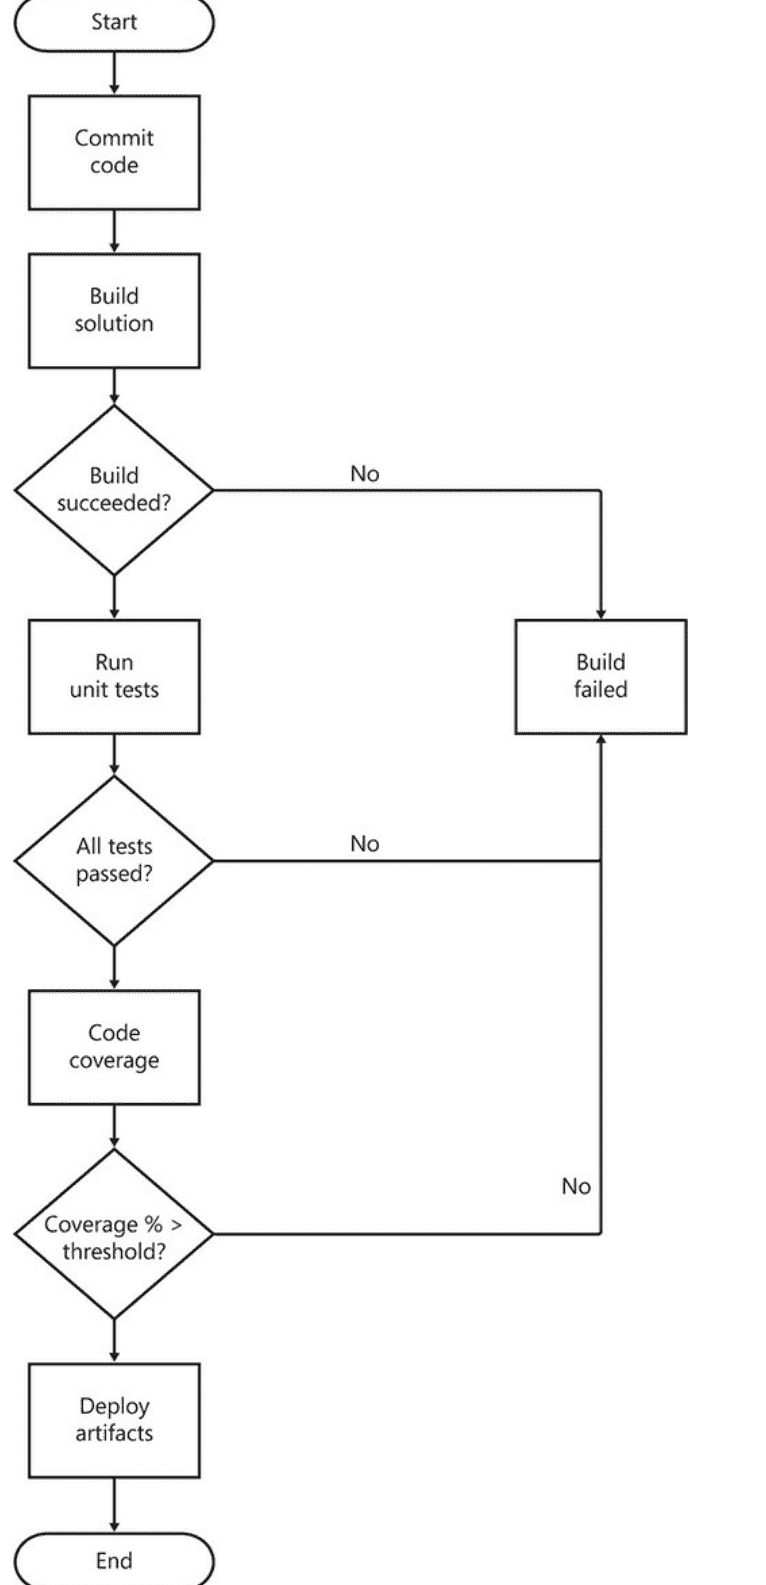 Start
Commit
code
Build
solution
Build
succeeded?
No
Run
unit tests
Build
failed
All tests
passed?
No
Code
coverage
No
Coverage % >
threshold?
Deploy
artifacts
End